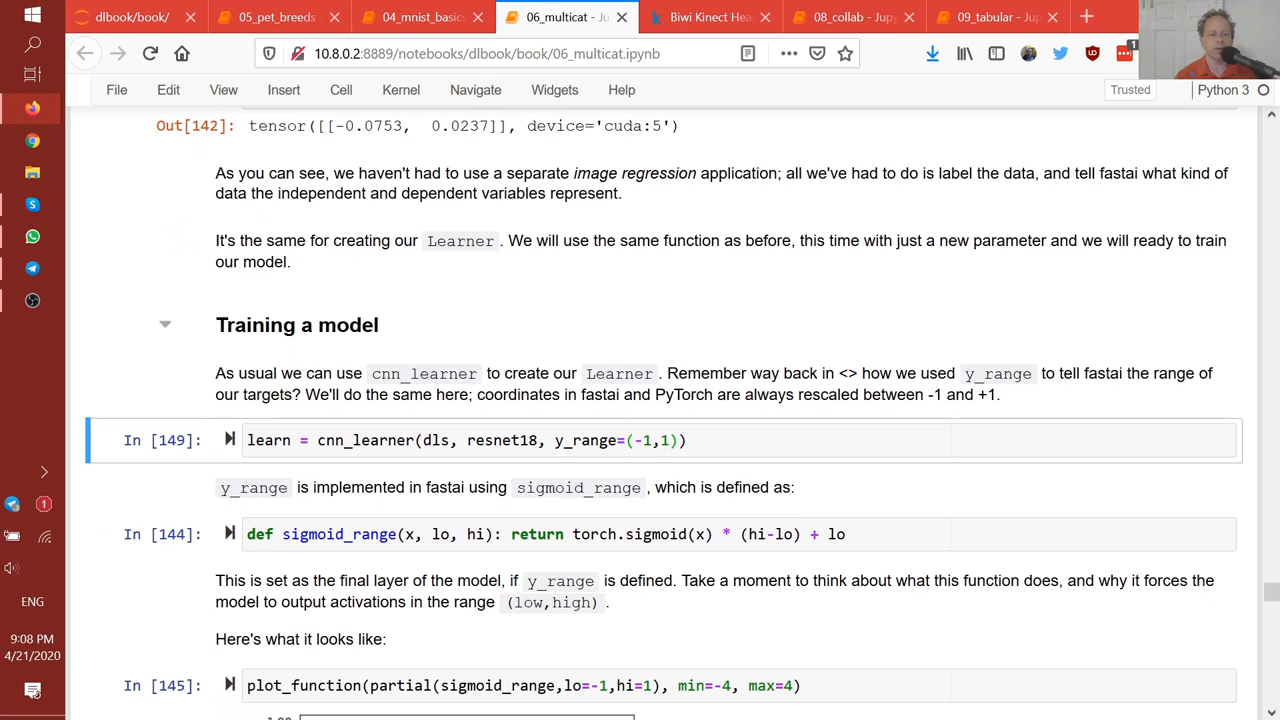 dlbook/book/
05_pet_breeds
04_mnist_basics
06_multicat - Ju
Biwi Kinect Hea
08_collab - Jupy
09_tabular - Jup
10.8.0.2:8889/notebooks/dlbook/book/06_multicat.ipynb
1
File Edit View Insert Cell Kernel Navigate Widgets Help
Trusted
Python 3
Out[142]: tensor([[-0.0753, 0.0237]], device='cuda:5')
As you can see, we haven't had to use a separate image regression application; all we've had to do is label the data, and tell fastai what kind of
data the independent and dependent variables represent.
It's the same for creating our Learner. We will use the same function as before, this time with just a new parameter and we will ready to train
our model.
Training a model
As usual we can use cnn_learner to create our Learner. Remember way back in <> how we used y_range to tell fastai the range of
our targets? We'll do the same here; coordinates in fastai and PyTorch are always rescaled between -1 and +1.
In [149]: learn = cnn_learner(dls, resnet18, y_range=(-1,1))
y_range is implemented in fastai using sigmoid_range, which is defined as:
In [144]: def sigmoid_range(x, lo, hi): return torch.sigmoid(x) * (hi-lo) + lo
This is set as the final layer of the model, if y_range is defined. Take a moment to think about what this function does, and why it forces the
model to output activations in the range (low,high).
Here's what it looks like:
In [145]: plot_function(partial(sigmoid_range,lo=-1,hi=1), min=-4, max=4)
1
ENG
9:08 PM
4/21/2020